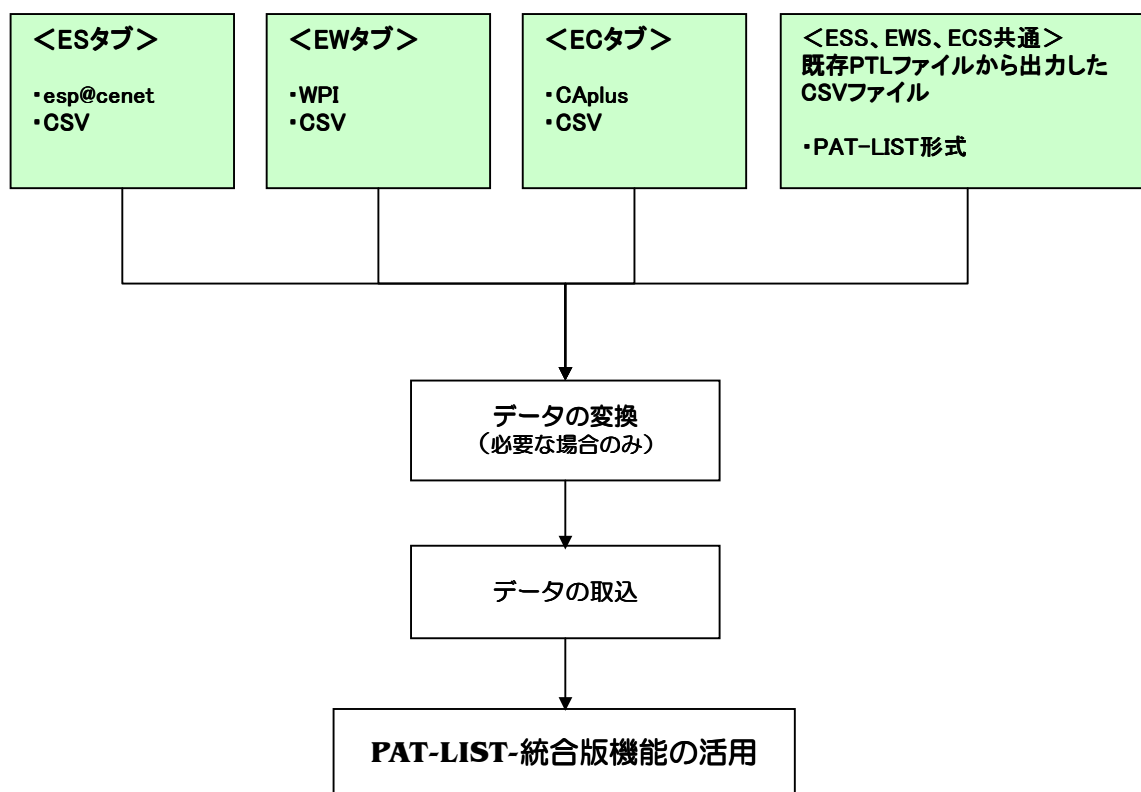 ＜ESタブ＞
・esp@cenet
・CSV
＜EWタブ＞
・WPI
・CSV
＜ECタブ＞
・CAplus
・CSV
＜ESS、EWS、ECS共通＞
既存PTLファイルから出力した
CSVファイル
・PAT-LIST形式
データの変換
（必要な場合のみ）
データの取込
PAT-LIST-統合版機能の活用